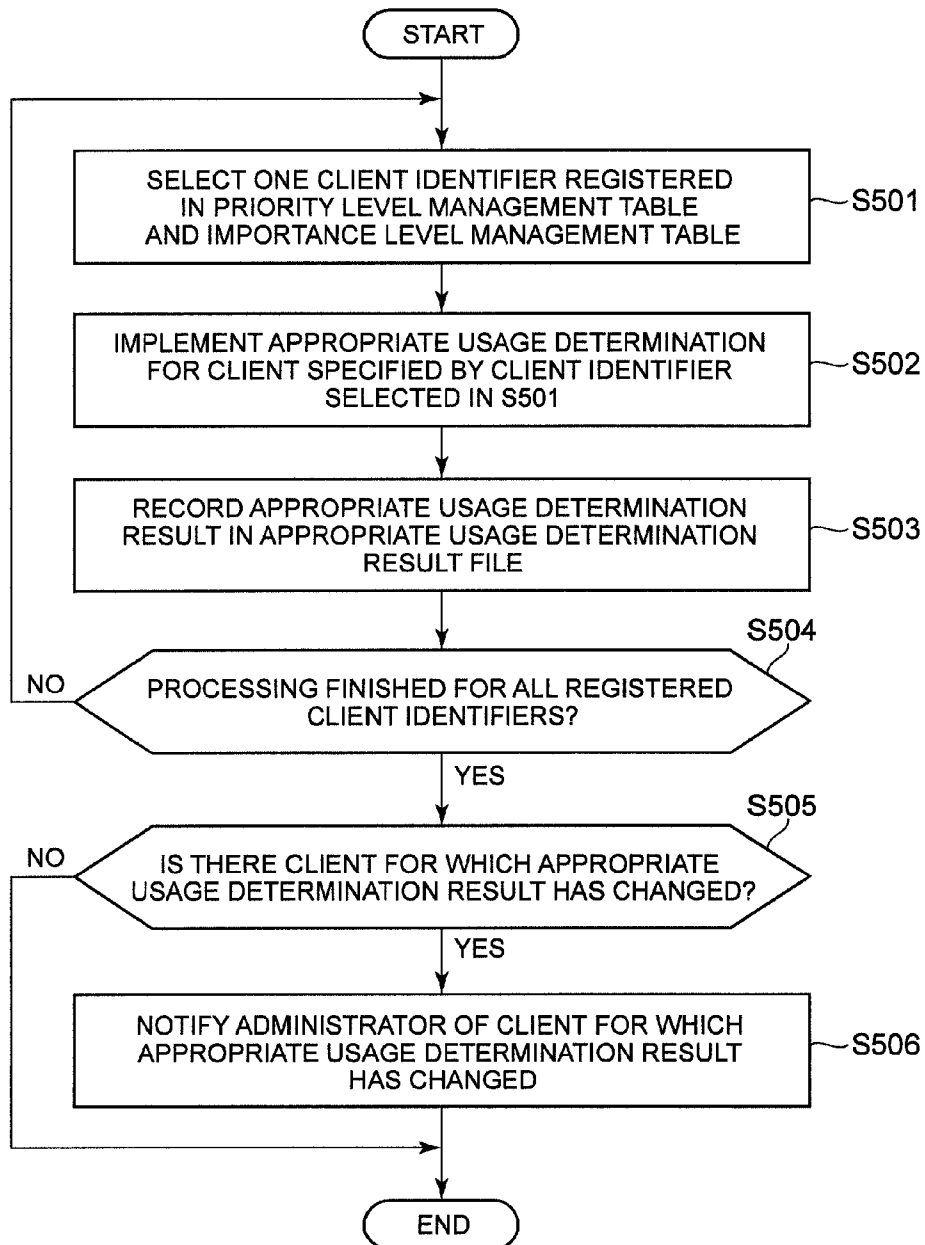 START
SELECT ONE CLIENT IDENTIFIER REGISTERED
IN PRIORITY LEVEL MANAGEMENT TABLE
AND IMPORTANCE LEVEL MANAGEMENT TABLE
S501
IMPLEMENT APPROPRIATE USAGE DETERMINATION
FOR CLIENT SPECIFIED BY CLIENT IDENTIFIER
SELECTED IN S501
S502
RECORD APPROPRIATE USAGE DETERMINATION
RESULT IN APPROPRIATE USAGE DETERMINATION
RESULT FILE
S503
S504
NO
PROCESSING FINISHED FOR ALL REGISTERED
CLIENT IDENTIFIERS?
YES
S505
NO
IS THERE CLIENT FOR WHICH APPROPRIATE
USAGE DETERMINATION RESULT HAS CHANGED?
YES
NOTIFY ADMINISTRATOR OF CLIENT FOR WHICH
APPROPRIATE USAGE DETERMINATION RESULT
HAS CHANGED
S506
END